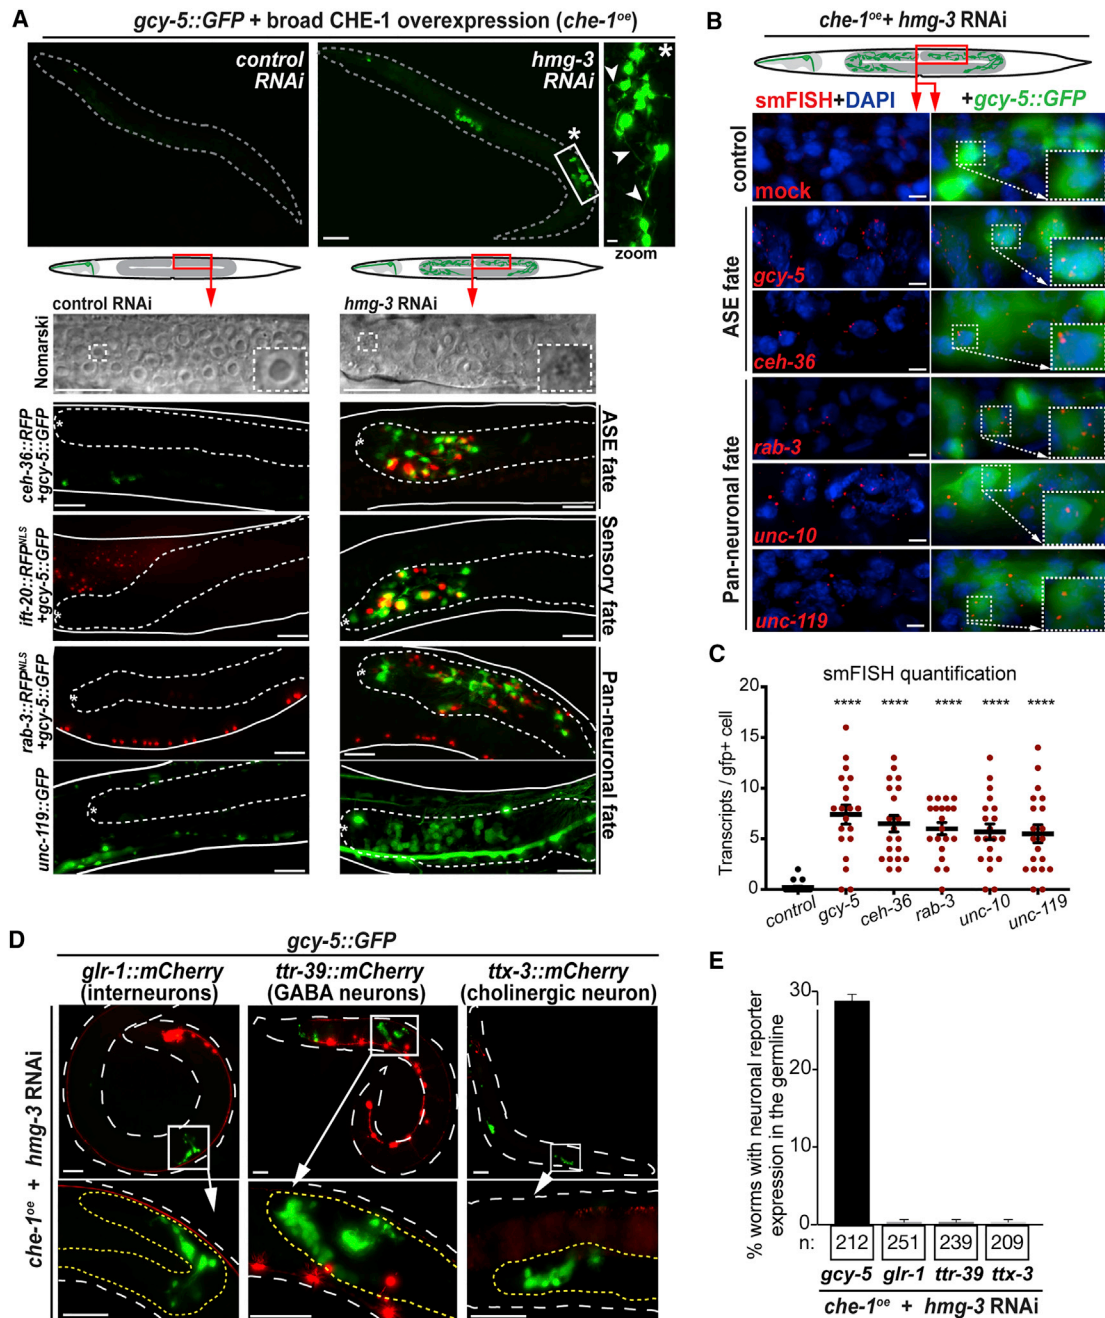 A
gcy-5::GFP + broad CHE-1 overexpression (che-1ᵒᵉ)
control
RNAi
hmg-3
RNAi
*
*
zoom
control RNAi
hmg-3 RNAi
Nomarski
ceh-36::RFP
+gcy-5::GFP
*
*
ASE fate
ift-20::RFPᴺᴸˢ
+gcy-5::GFP
*
*
Sensory fate
rab-3::RFPᴺᴸˢ
+gcy-5::GFP
*
*
unc-119::GFP
*
*
Pan-neuronal fate
B
che-1ᵒᵉ+ hmg-3 RNAi
smFISH+DAPI
+gcy-5::GFP
control
mock
ASE fate
gcy-5
ceh-36
Pan-neuronal fate
rab-3
unc-10
unc-119
C
smFISH quantification
Transcripts / gfp+ cell
20
15
10
5
0
**** **** **** **** ****
control gcy-5 ceh-36 rab-3 unc-10 unc-119
D
gcy-5::GFP
glr-1::mCherry
(interneurons)
ttr-39::mCherry
(GABA neurons)
ttx-3::mCherry
(cholinergic neuron)
che-1ᵒᵉ + hmg-3 RNAi
E
% worms with neuronal reporter
expression in the germline
30
20
10
0
n: 212 251 239 209
gcy-5 glr-1 ttr-39 ttx-3
che-1ᵒᵉ + hmg-3 RNAi